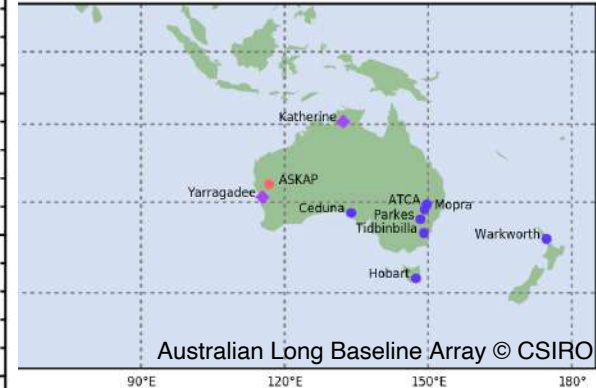 Katherine
ASKAP
Yarragadee
Ceduna
ATCA
Mopra
Parkes
Tidbinbilla
Warkworth
Hobart
Australian Long Baseline Array © CSIRO
90°E 120°E 150°E 180°